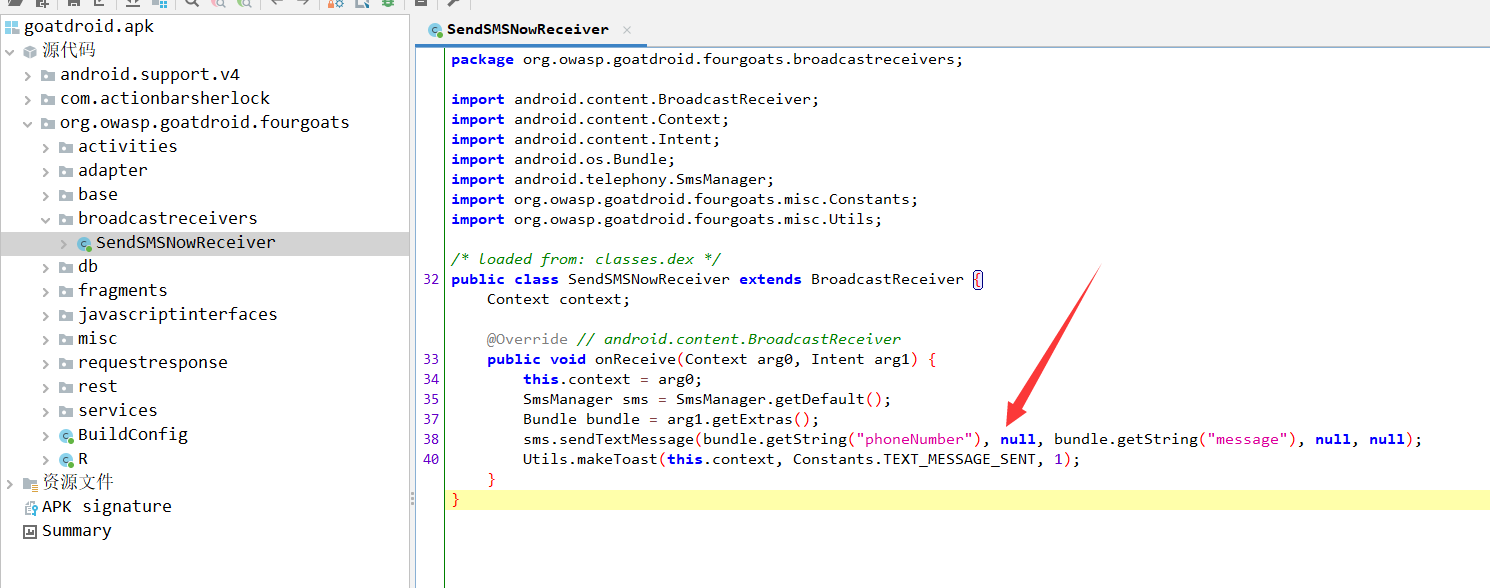 goatdroid.apk
源代码
android.support.v4
com.actionbarsherlock
org.owasp.goatdroid.fourgoats
activities
adapter
base
broadcastreceivers
SendSMSNowReceiver
db
fragments
javascriptinterfaces
misc
requestresponse
rest
services
BuildConfig
R
资源文件
APK signature
Summary
SendSMSNowReceiver
package org.owasp.goatdroid.fourgoats.broadcastreceivers;
import android.content.BroadcastReceiver;
import android.content.Context;
import android.content.Intent;
import android.os.Bundle;
import android.telephony.SmsManager;
import org.owasp.goatdroid.fourgoats.misc.Constants;
import org.owasp.goatdroid.fourgoats.misc.Utils;
/* loaded from: classes.dex */
32 public class SendSMSNowReceiver extends BroadcastReceiver {
Context context;
@Override // android.content.BroadcastReceiver
33 public void onReceive(Context arg0, Intent arg1) {
34 this.context = arg0;
35 SmsManager sms = SmsManager.getDefault();
37 Bundle bundle = arg1.getExtras();
38 sms.sendTextMessage(bundle.getString("phoneNumber"), null, bundle.getString("message"), null, null);
40 Utils.makeToast(this.context, Constants.TEXT_MESSAGE_SENT, 1);
}
}